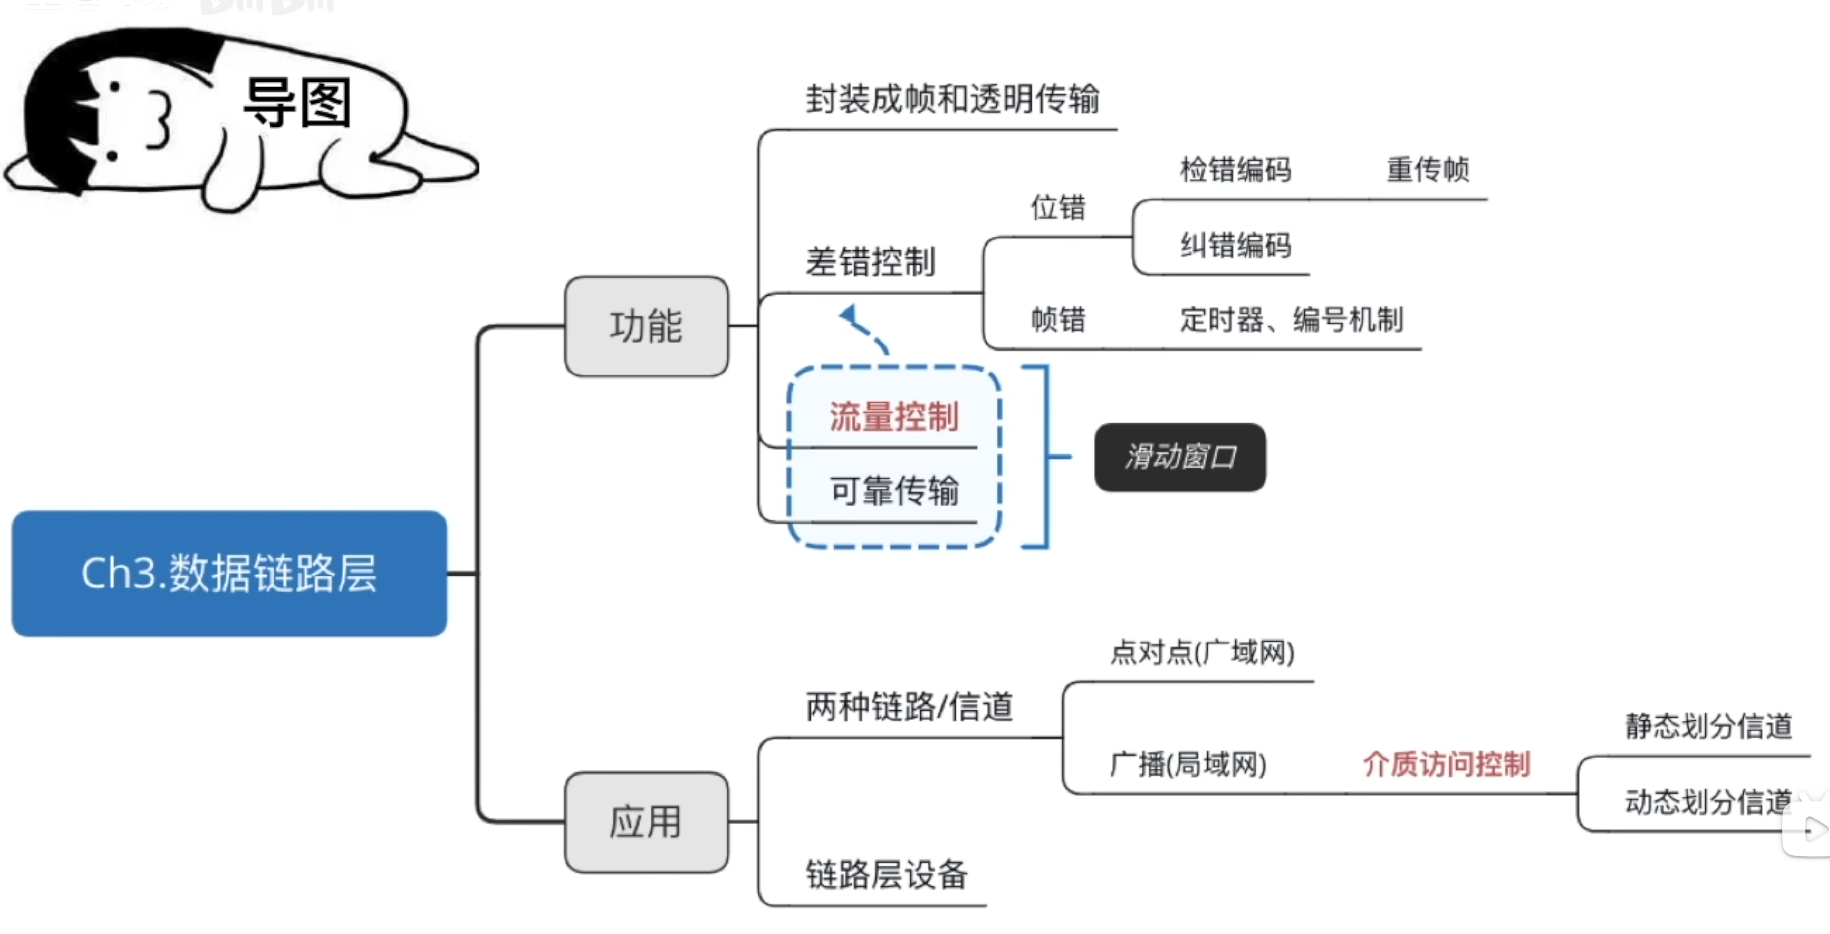 导图
封装成帧和透明传输
检错编码
重传帧
位错
纠错编码
差错控制
功能
帧错
定时器、编号机制
流量控制
滑动窗口
可靠传输
Ch3.数据链路层
点对点(广域网)
两种链路/信道
静态划分信道
广播(局域网)
介质访问控制
动态划分信道
应用
链路层设备